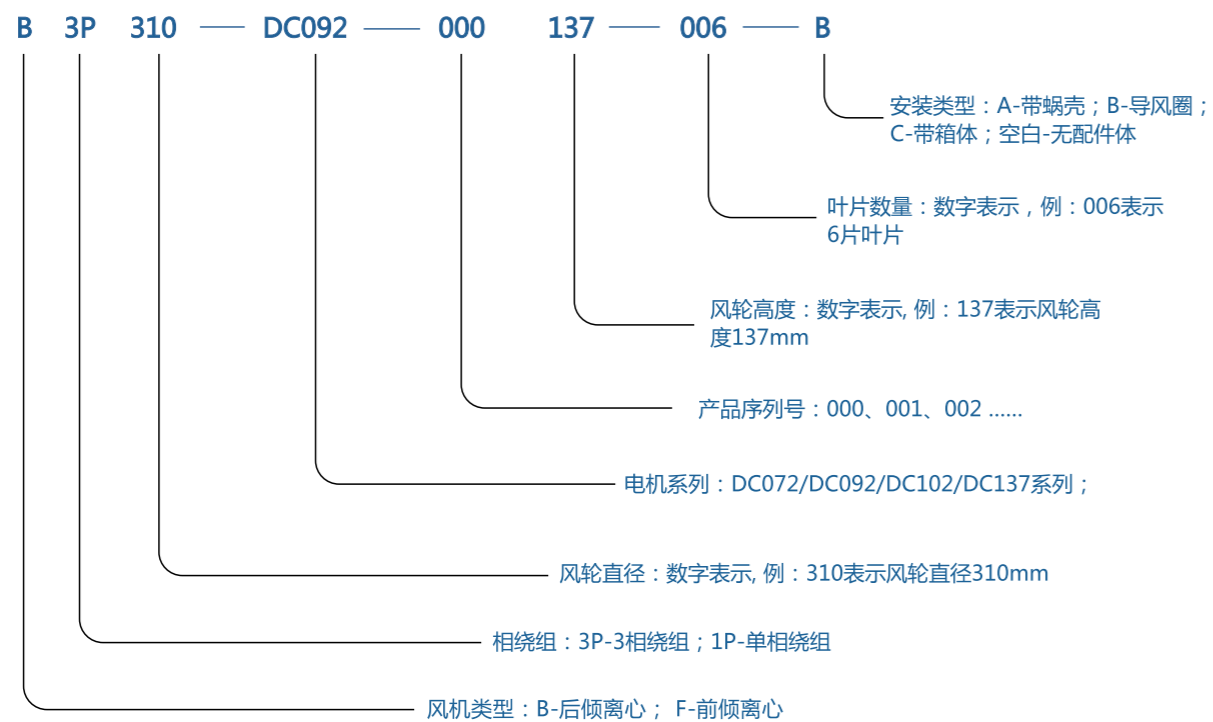 B 3P 310 — DC092 — 000 137 — 006 — B
安装类型：A-带蜗壳；B-导风圈；
C-带箱体；空白-无配件体
叶片数量：数字表示，例：006表示
6片叶片
风轮高度：数字表示, 例：137表示风轮高
度137mm
产品序列号：000、001、002 ......
电机系列：DC072/DC092/DC102/DC137系列；
风轮直径：数字表示, 例：310表示风轮直径310mm
相绕组：3P-3相绕组；1P-单相绕组
风机类型：B-后倾离心； F-前倾离心